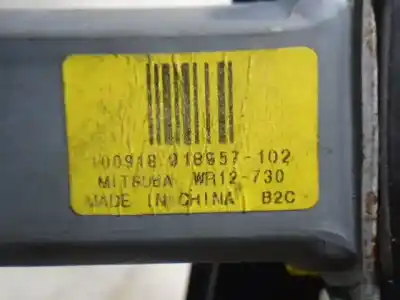 100918 018957-102
MITSUBA WR12-730
MADE IN CHINA B2C